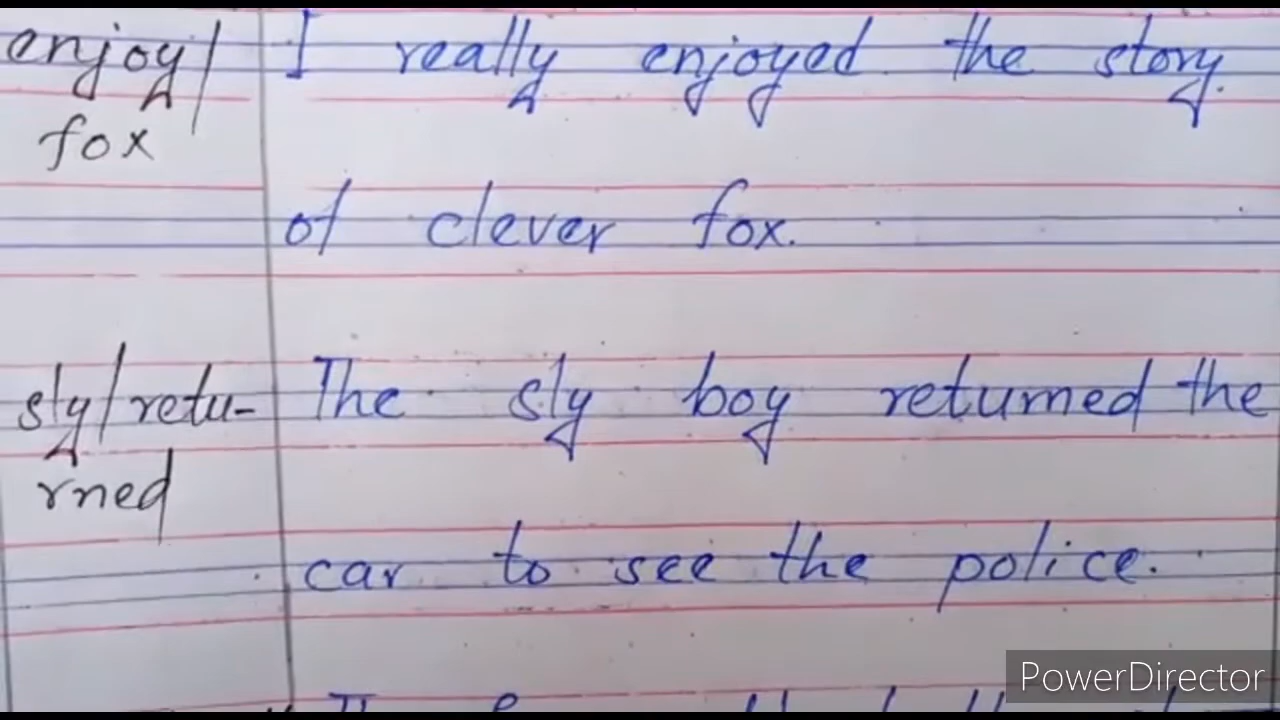 enjoy/ I really enjoyed the story
fox
of clever fox.
sly/retu- The sly boy returned the
rned
car to see the police.
PowerDirector